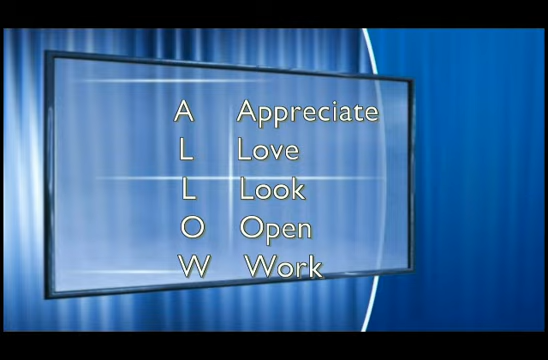 A Appreciate
L Love
L Look
O Open
W Work